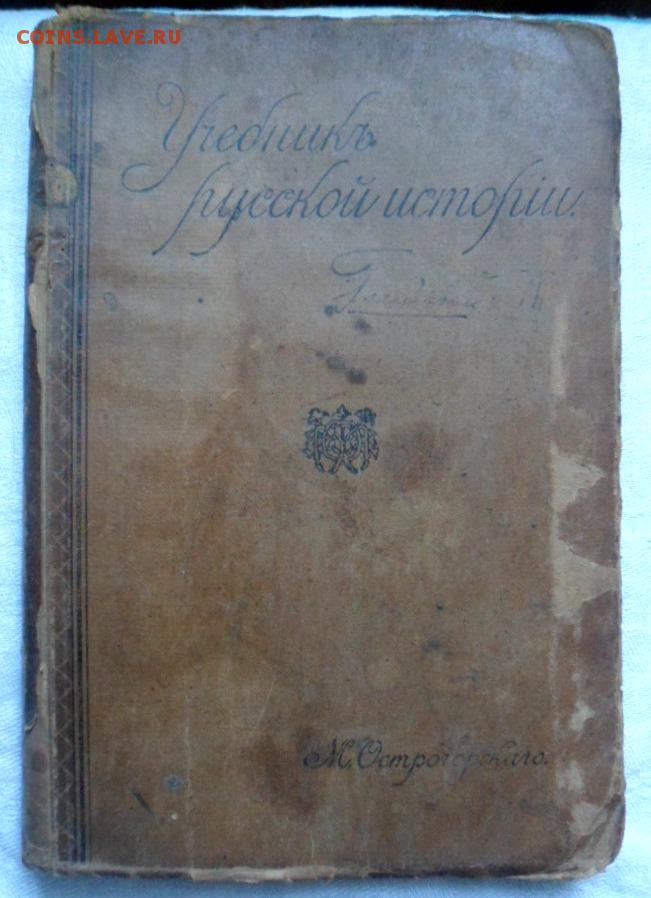 COINS.LAVE.RU
Учебникъ
русской исторіи.
М. Острогорскаго.